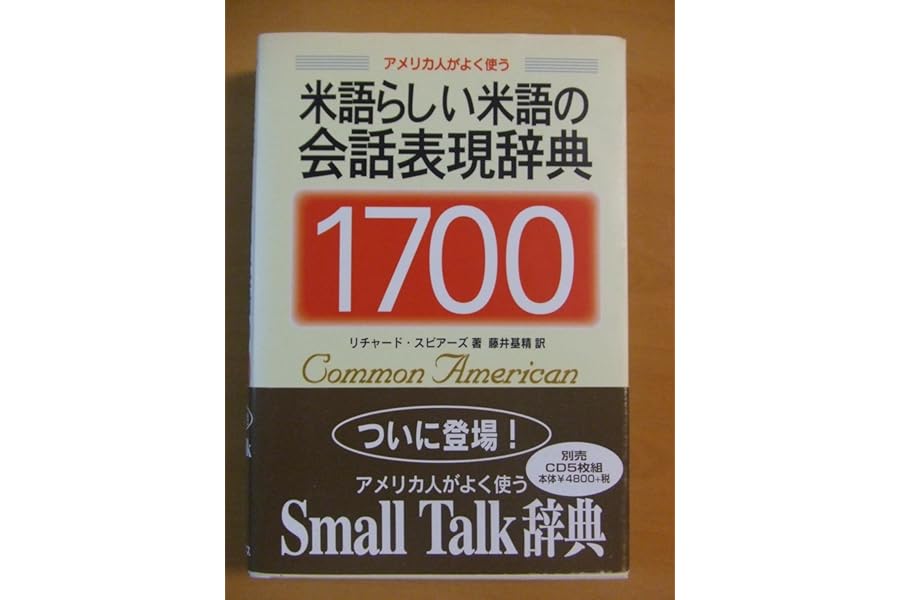 アメリカ人がよく使う
米語らしい米語の
会話表現辞典
1700
リチャード・スピアーズ 著 藤井基精 訳
Common American
ついに登場！
別売
CD5枚組
本体¥4800+税
アメリカ人がよく使う
Small Talk 辞典